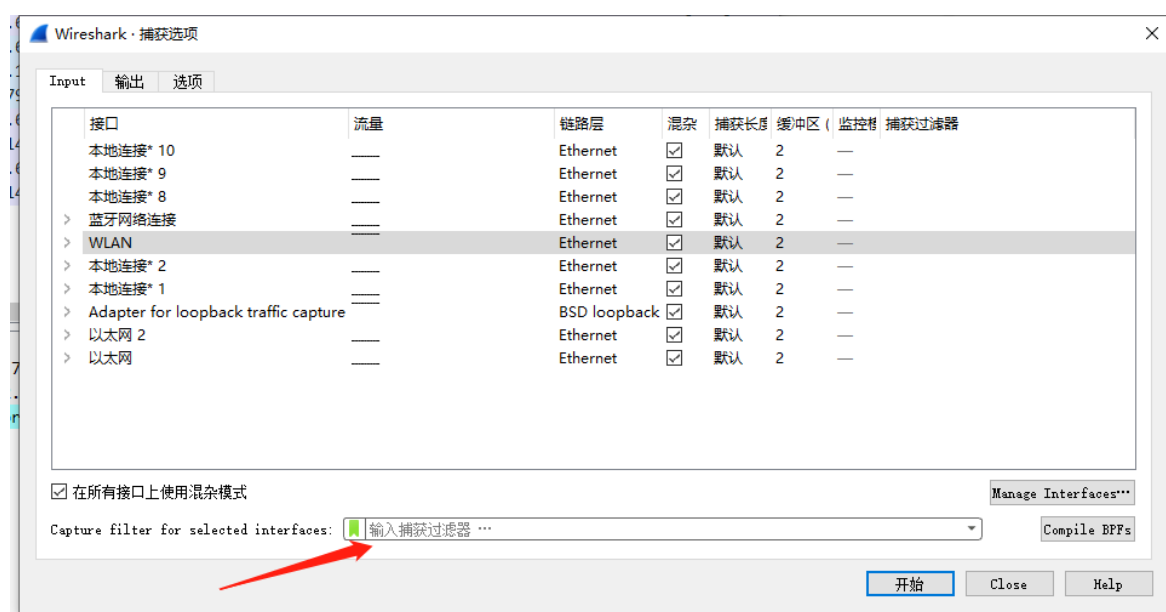 Wireshark · 捕获选项
Input 输出 选项
接口 流量 链路层 混杂 捕获长度 缓冲区 ( 监控模 捕获过滤器
本地连接* 10 Ethernet 默认 2 —
本地连接* 9 Ethernet 默认 2 —
本地连接* 8 Ethernet 默认 2 —
蓝牙网络连接 Ethernet 默认 2 —
WLAN Ethernet 默认 2 —
本地连接* 2 Ethernet 默认 2 —
本地连接* 1 Ethernet 默认 2 —
Adapter for loopback traffic capture BSD loopback 默认 2 —
以太网 2 Ethernet 默认 2 —
以太网 Ethernet 默认 2 —
在所有接口上使用混杂模式
Manage Interfaces…
Capture filter for selected interfaces: 输入捕获过滤器 …
Compile BPFs
开始 Close Help